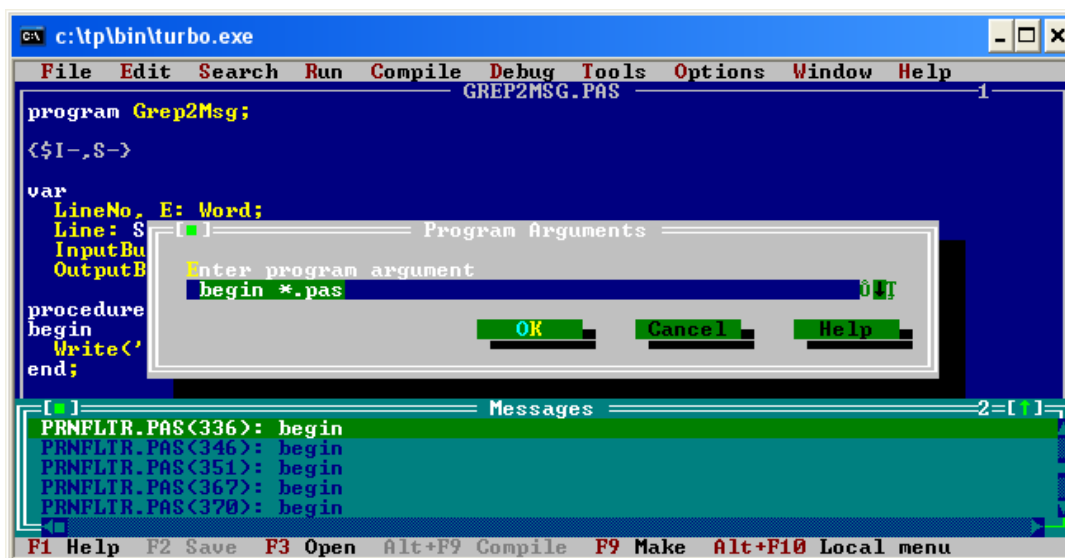 c:\tp\bin\turbo.exe
File Edit Search Run Compile Debug Tools Options Window Help
GREP2MSG.PAS 1
program Grep2Msg;
{$I-,S-}
var
LineNo, E: Word;
Line: S
InputBu
OutputB
procedure
begin
Write('
end;
Program Arguments
Enter program argument
begin *.pas
OK Cancel Help
Messages 2
PRNFLTR.PAS(336): begin
PRNFLTR.PAS(346): begin
PRNFLTR.PAS(351): begin
PRNFLTR.PAS(367): begin
PRNFLTR.PAS(370): begin
F1 Help F2 Save F3 Open Alt+F9 Compile F9 Make Alt+F10 Local menu